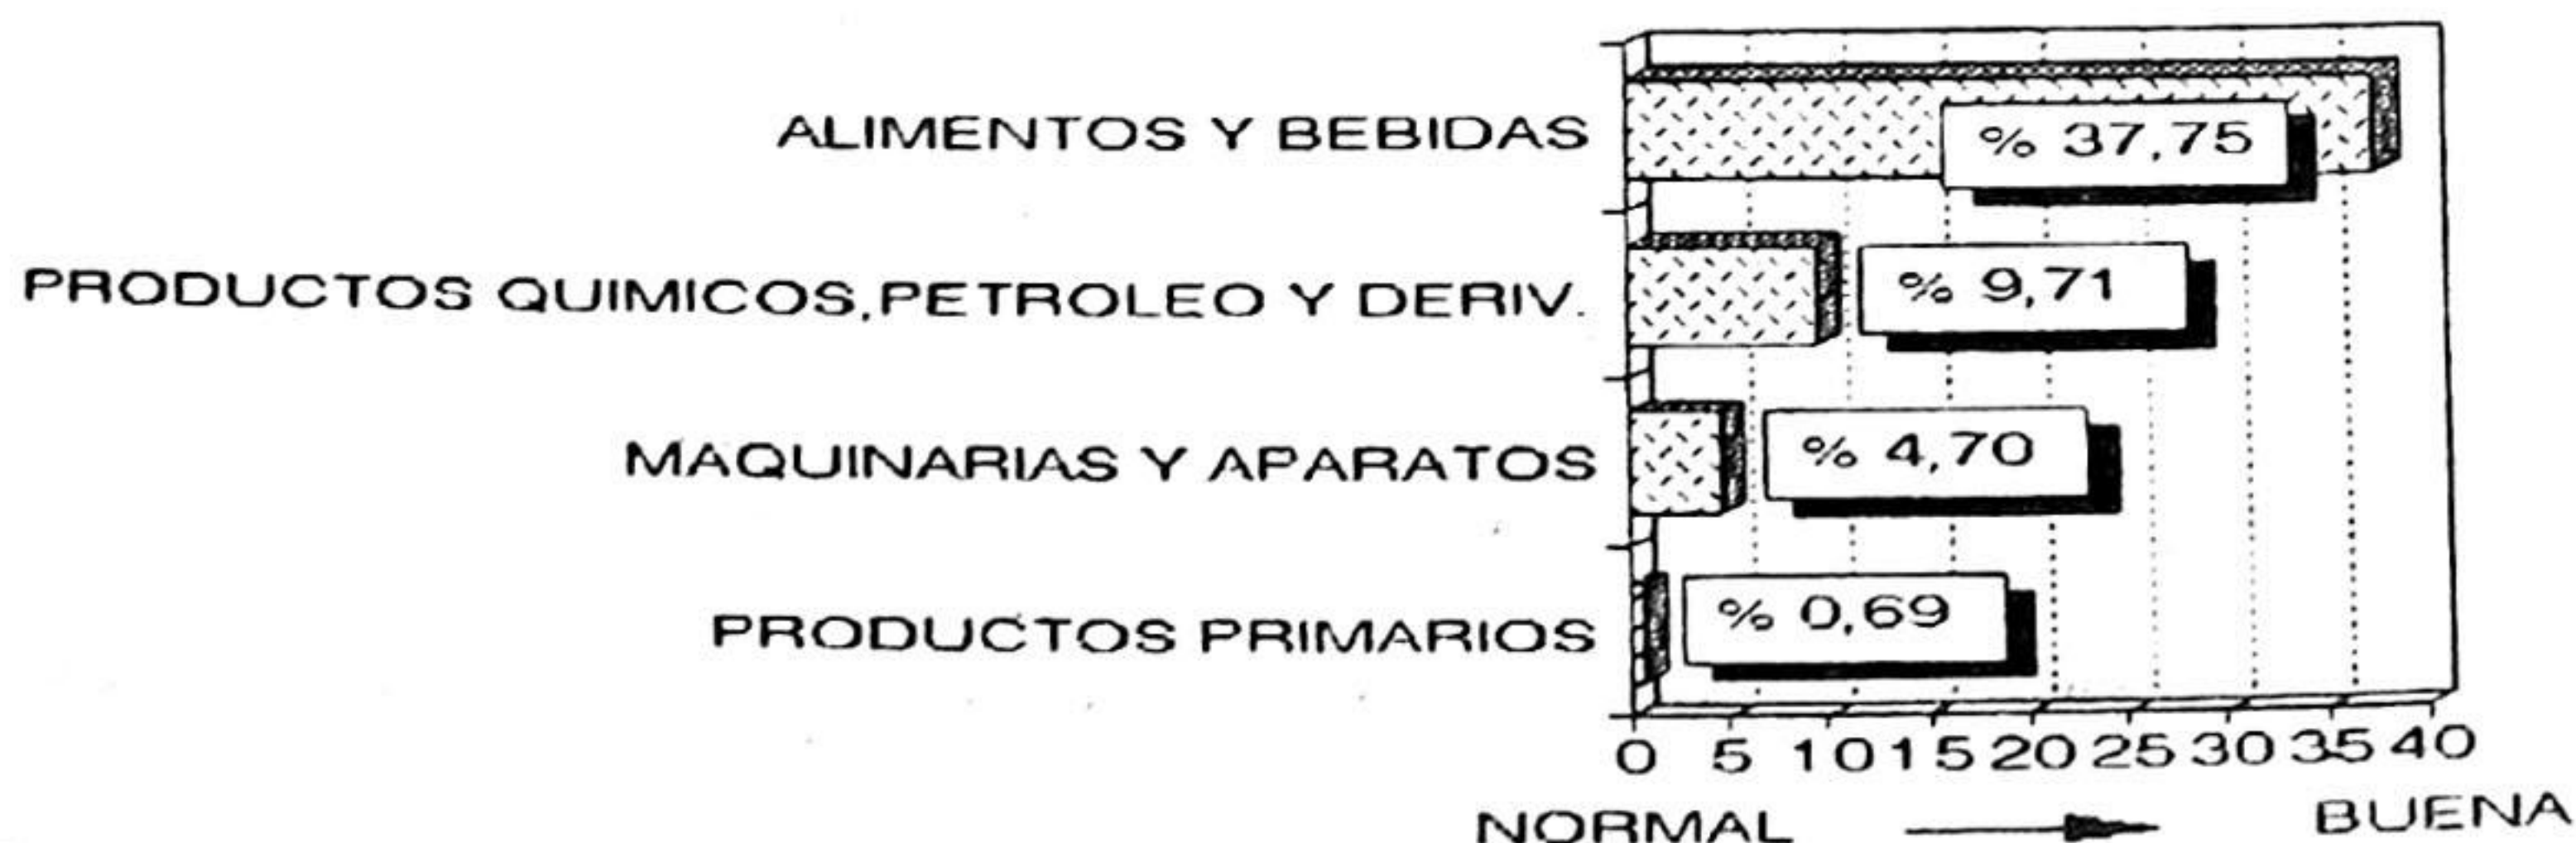 ALIMENTOS Y BEBIDAS
% 37,75
PRODUCTOS QUIMICOS,PETROLEO Y DERIV.
% 9,71
MAQUINARIAS Y APARATOS
% 4,70
PRODUCTOS PRIMARIOS
% 0,69
0 5 10 15 20 25 30 35 40
NORMAL BUENA